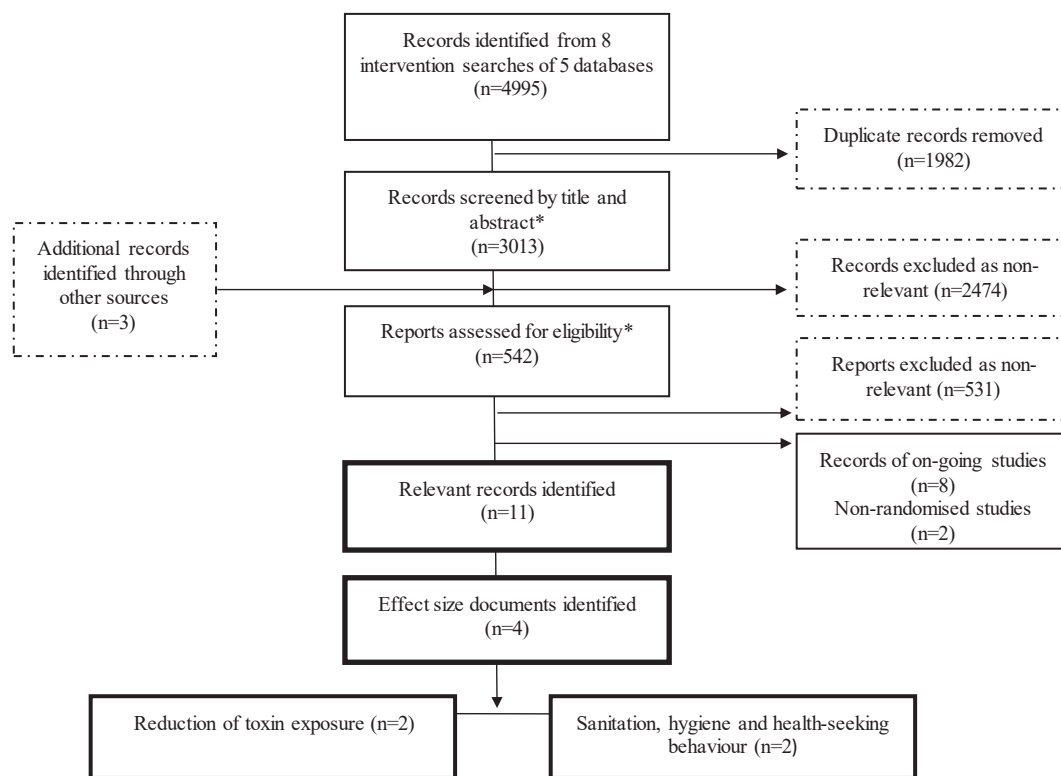 Records identified from 8
intervention searches of 5 databases
(n=4995)
Duplicate records removed
(n=1982)
Records screened by title and
abstract*
(n=3013)
Additional records
identified through
other sources
(n=3)
Records excluded as non-
relevant (n=2474)
Reports assessed for eligibility*
(n=542)
Reports excluded as non-
relevant (n=531)
Records of on-going studies
(n=8)
Non-randomised studies
(n=2)
Relevant records identified
(n=11)
Effect size documents identified
(n=4)
Reduction of toxin exposure (n=2)
Sanitation, hygiene and health-seeking
behaviour (n=2)